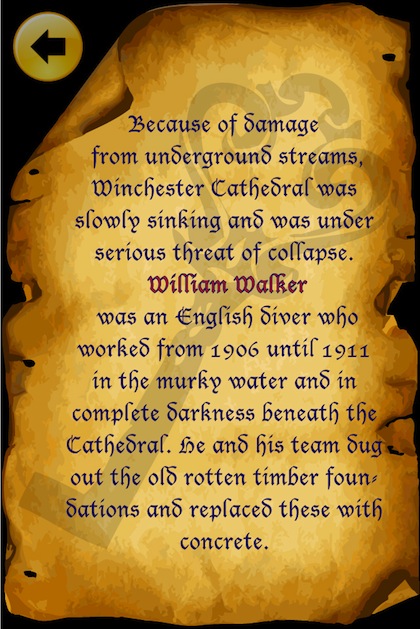 Because of damage
from underground streams,
Winchester Cathedral was
slowly sinking and was under
serious threat of collapse.
William Walker
was an English diver who
worked from 1906 until 1911
in the murky water and in
complete darkness beneath the
Cathedral. He and his team dug
out the old rotten timber foun-
dations and replaced these with
concrete.